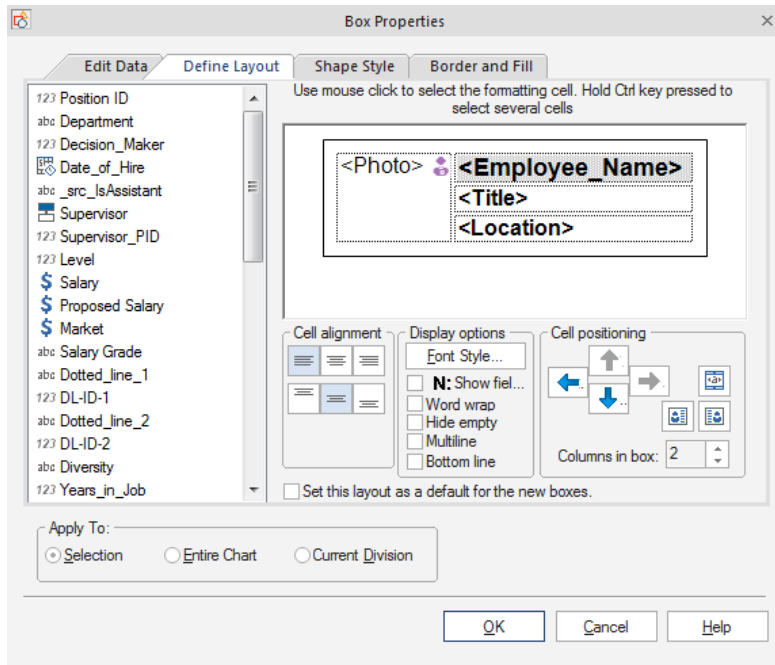 Box Properties
Edit Data
Define Layout
Shape Style
Border and Fill
123 Position ID
abc Department
123 Decision_Maker
Date_of_Hire
abc _src_IsAssistant
Supervisor
123 Supervisor_PID
123 Level
$ Salary
$ Proposed Salary
$ Market
abc Salary Grade
abc Dotted_line_1
123 DL-ID-1
abc Dotted_line_2
123 DL-ID-2
abc Diversity
123 Years_in_Job
Use mouse click to select the formatting cell. Hold Ctrl key pressed to
select several cells
<Photo>
<Employee_Name>
<Title>
<Location>
Cell alignment
Display options
Font Style...
N: Show fiel...
Word wrap
Hide empty
Multiline
Bottom line
Cell positioning
<a>
Columns in box: 2
Set this layout as a default for the new boxes.
Apply To:
Selection
Entire Chart
Current Division
OK
Cancel
Help